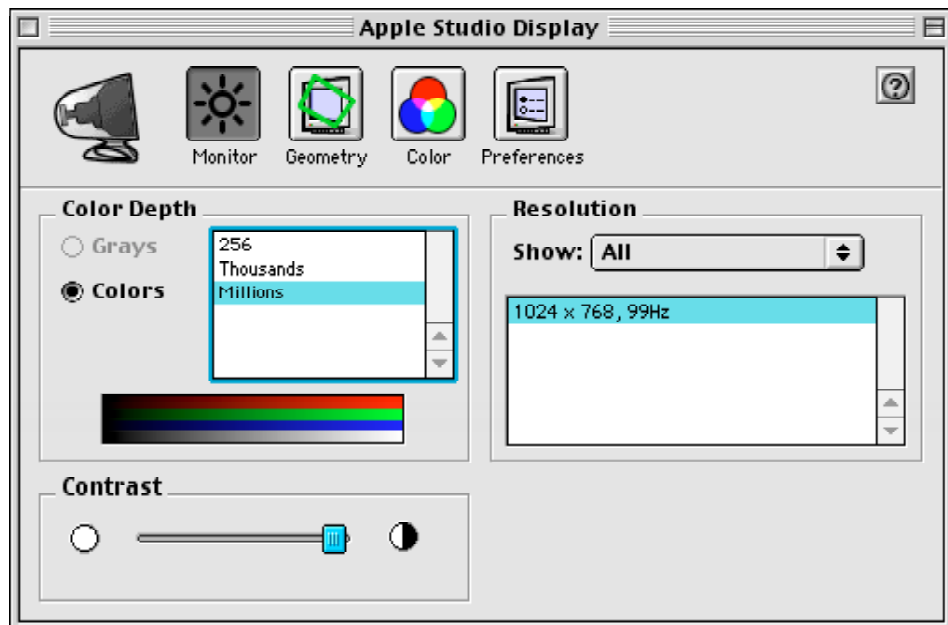 Apple Studio Display
Monitor
Geometry
Color
Preferences
Color Depth
Grays
Colors
256
Thousands
Millions
Resolution
Show: All
1024 x 768, 99Hz
Contrast